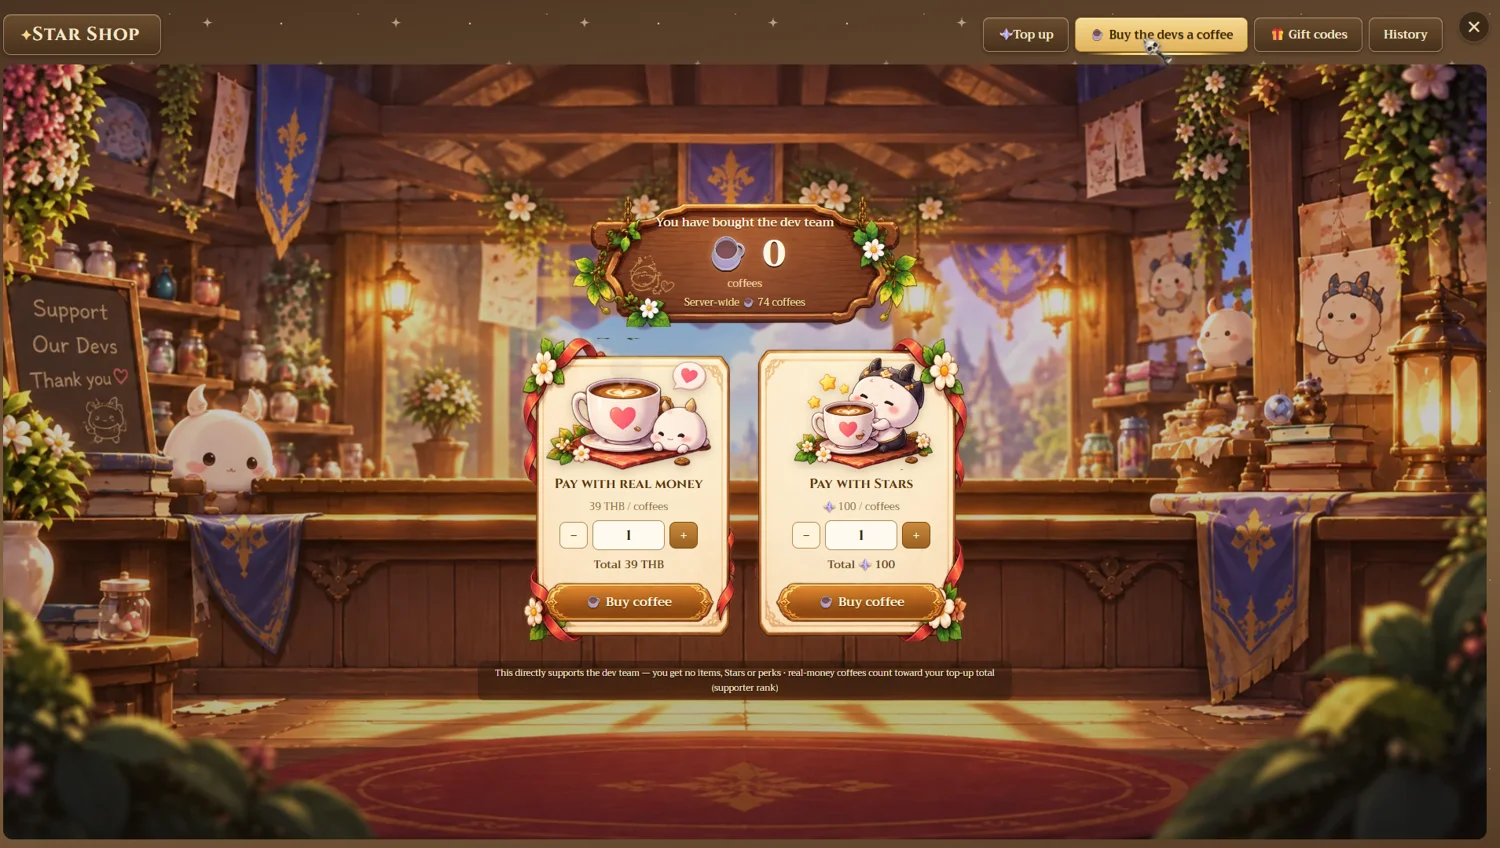 STAR SHOP
Top up
Buy the devs a coffee
Gift codes
History
You have bought the dev team
0
coffees
Server-wide 74 coffees
Support
Our Devs
Thank you
PAY WITH REAL MONEY
39 THB / coffees
− 1 +
Total 39 THB
Buy coffee
PAY WITH STARS
100 / coffees
− 1 +
Total 100
Buy coffee
This directly supports the dev team — you get no items, Stars or perks · real-money coffees count toward your top-up total
(supporter rank)